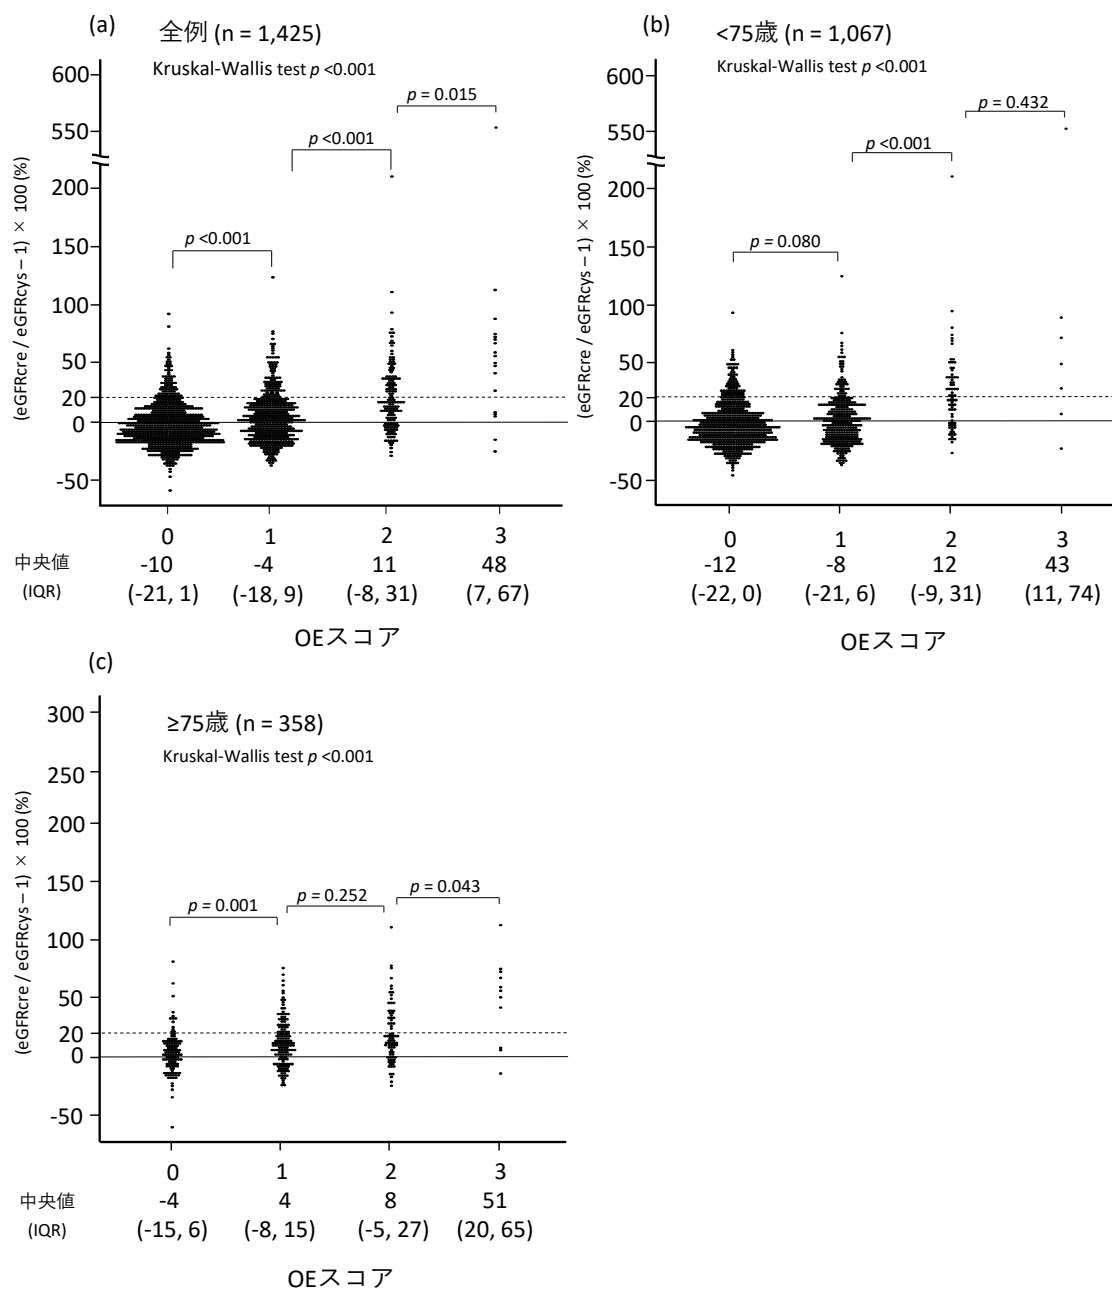 (a)
全例 (n = 1,425)
Kruskal-Wallis test p <0.001
(eGFRcre / eGFRcys – 1) × 100 (%)
600
550
200
150
100
50
20
0
-50
p <0.001
p <0.001
p = 0.015
0 1 2 3
中央値 -10 -4 11 48
(IQR) (-21, 1) (-18, 9) (-8, 31) (7, 67)
OEスコア
(b)
<75歳 (n = 1,067)
Kruskal-Wallis test p <0.001
(eGFRcre / eGFRcys – 1) × 100 (%)
600
550
200
150
100
50
20
0
-50
p = 0.080
p <0.001
p = 0.432
0 1 2 3
-12 -8 12 43
(-22, 0) (-21, 6) (-9, 31) (11, 74)
OEスコア
(c)
≥75歳 (n = 358)
Kruskal-Wallis test p <0.001
(eGFRcre / eGFRcys – 1) × 100 (%)
300
250
200
150
100
50
20
0
-50
p = 0.001
p = 0.252
p = 0.043
0 1 2 3
中央値 -4 4 8 51
(IQR) (-15, 6) (-8, 15) (-5, 27) (20, 65)
OEスコア